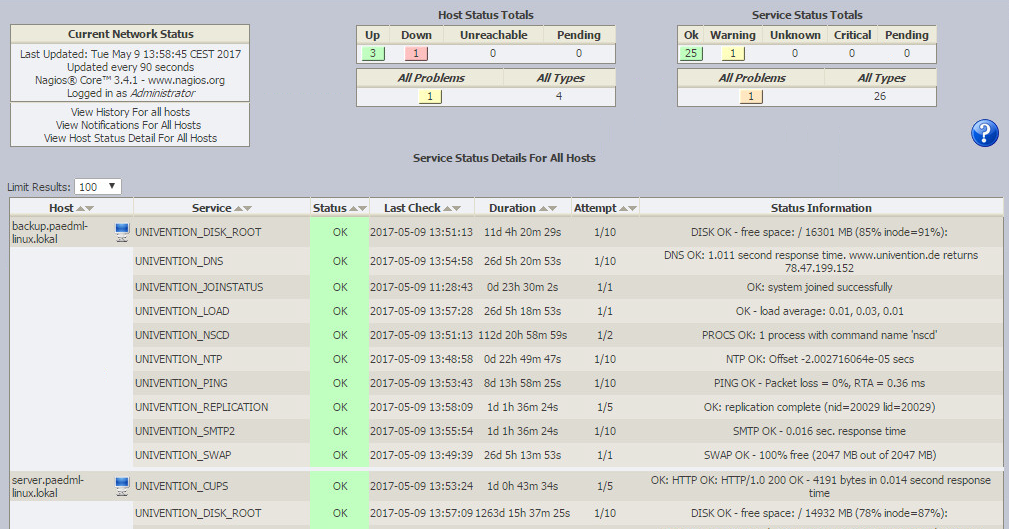 Current Network Status
Last Updated: Tue May 9 13:58:45 CEST 2017
Updated every 90 seconds
Nagios® Core™ 3.4.1 - www.nagios.org
Logged in as Administrator
View History For all hosts
View Notifications For All Hosts
View Host Status Detail For All Hosts
Host Status Totals
Up Down Unreachable Pending
3 1 0 0
All Problems All Types
1 4
Service Status Totals
Ok Warning Unknown Critical Pending
25 1 0 0 0
All Problems All Types
1 26
?
Service Status Details For All Hosts
Limit Results: 100
Host Service Status Last Check Duration Attempt Status Information
backup.paedml-
linux.lokal
UNIVENTION_DISK_ROOT OK 2017-05-09 13:51:13 11d 4h 20m 29s 1/10 DISK OK - free space: / 16301 MB (85% inode=91%):
UNIVENTION_DNS OK 2017-05-09 13:54:58 26d 5h 20m 53s 1/10 DNS OK: 1.011 second response time. www.univention.de returns
78.47.199.152
UNIVENTION_JOINSTATUS OK 2017-05-09 11:28:43 0d 23h 30m 2s 1/1 OK: system joined successfully
UNIVENTION_LOAD OK 2017-05-09 13:57:28 26d 5h 18m 53s 1/1 OK - load average: 0.01, 0.03, 0.01
UNIVENTION_NSCD OK 2017-05-09 13:51:13 112d 20h 58m 59s 1/2 PROCS OK: 1 process with command name 'nscd'
UNIVENTION_NTP OK 2017-05-09 13:48:58 0d 22h 49m 47s 1/10 NTP OK: Offset -2.002716064e-05 secs
UNIVENTION_PING OK 2017-05-09 13:53:43 8d 13h 58m 25s 1/10 PING OK - Packet loss = 0%, RTA = 0.36 ms
UNIVENTION_REPLICATION OK 2017-05-09 13:58:09 1d 1h 36m 24s 1/5 OK: replication complete (nid=20029 lid=20029)
UNIVENTION_SMTP2 OK 2017-05-09 13:55:54 1d 1h 36m 24s 1/10 SMTP OK - 0.016 sec. response time
UNIVENTION_SWAP OK 2017-05-09 13:49:39 26d 5h 13m 53s 1/1 SWAP OK - 100% free (2047 MB out of 2047 MB)
server.paedml-
linux.lokal
UNIVENTION_CUPS OK 2017-05-09 13:53:24 1d 0h 43m 34s 1/5 OK: HTTP OK: HTTP/1.0 200 OK - 4191 bytes in 0.014 second response
time
UNIVENTION_DISK_ROOT OK 2017-05-09 13:57:09 1263d 15h 37m 25s 1/10 DISK OK - free space: / 14932 MB (78% inode=87%):